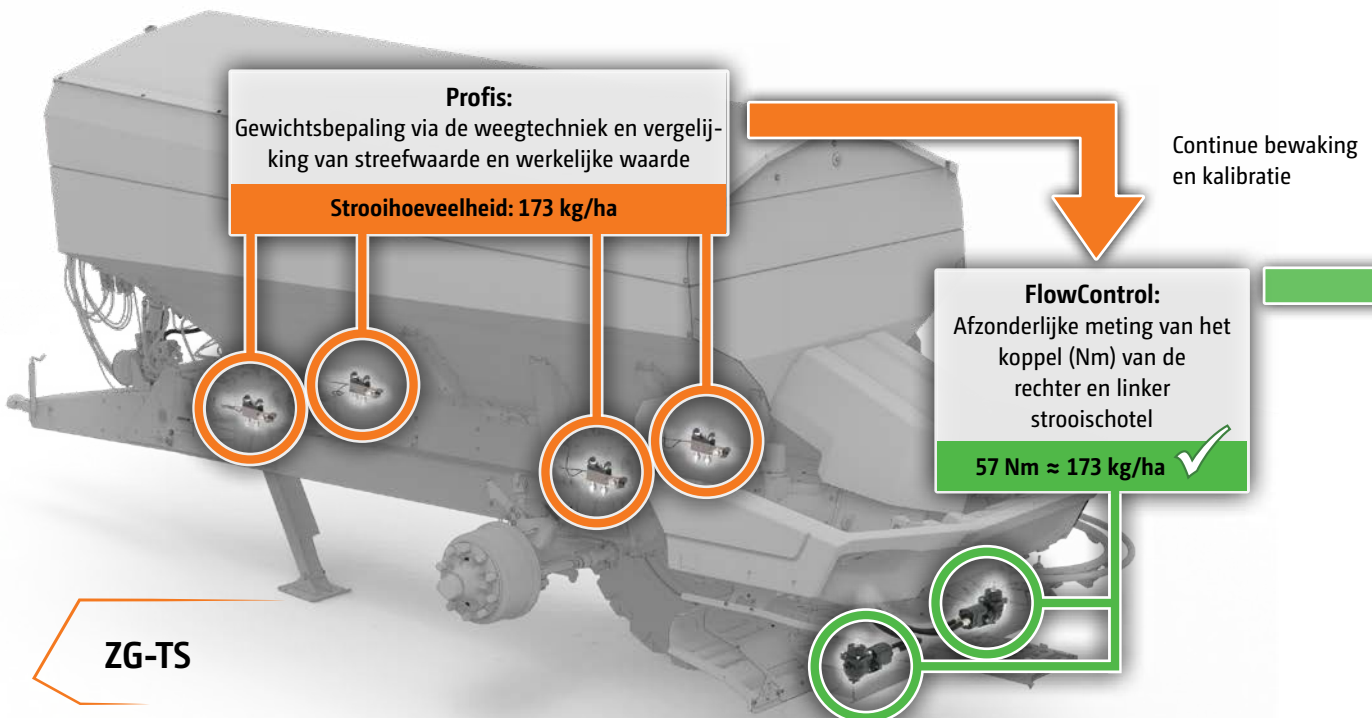 Profis:
Gewichtsbepaling via de weegtechniek en vergelij-
king van streefwaarde en werkelijke waarde
Strooihoeveelheid: 173 kg/ha
Continue bewaking
en kalibratie
FlowControl:
Afzonderlijke meting van het
koppel (Nm) van de
rechter en linker
strooischotel
57 Nm ≈ 173 kg/ha
ZG-TS